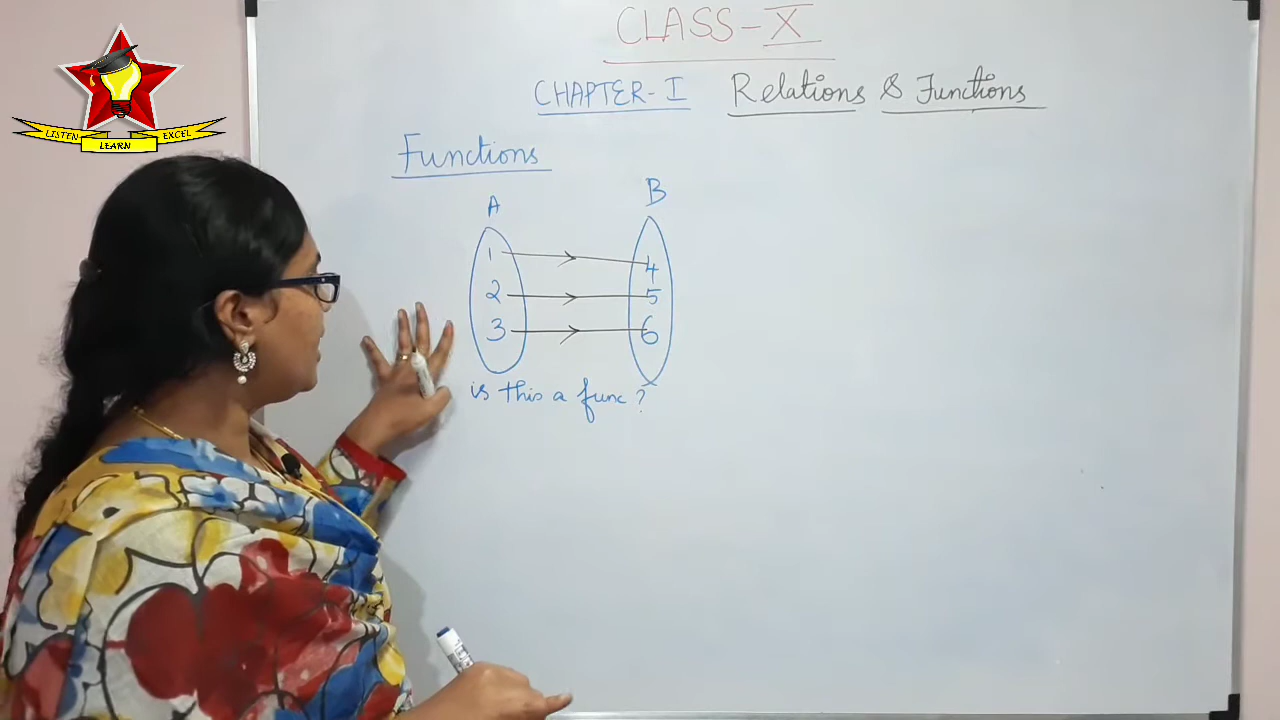 CLASS-X
CHAPTER-I Relations & Functions
LISTEN LEARN EXCEL
Functions
A B
1 4
2 5
3 6
is this a func ?